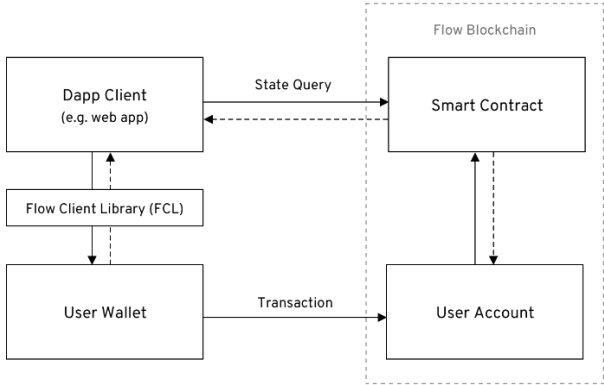 Flow Blockchain
Dapp Client
(e.g. web app)
State Query
Smart Contract
Flow Client Library (FCL)
User Wallet
Transaction
User Account